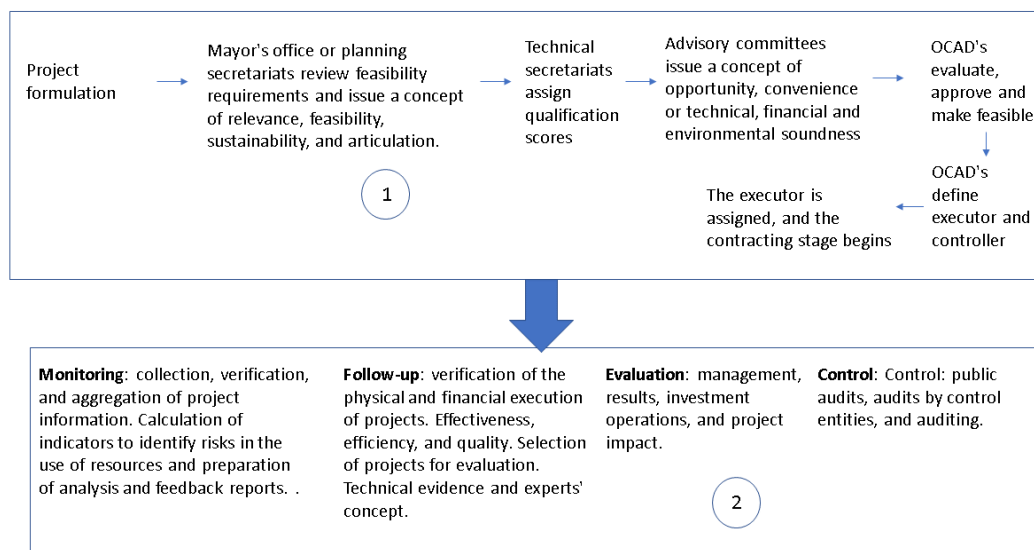 Project
formulation
Mayor's office or planning
secretariats review feasibility
requirements and issue a concept
of relevance, feasibility,
sustainability, and articulation.
Technical
secretariats
assign
qualification
scores
Advisory committees
issue a concept of
opportunity, convenience
or technical, financial and
environmental soundness
OCAD's
evaluate,
approve and
make feasible
OCAD's
define
executor and
controller
The executor is
assigned, and the
contracting stage begins
1
Monitoring: collection, verification,
and aggregation of project
information. Calculation of
indicators to identify risks in the
use of resources and preparation
of analysis and feedback reports. .
Follow-up: verification of the
physical and financial execution
of projects. Effectiveness,
efficiency, and quality. Selection
of projects for evaluation.
Technical evidence and experts'
concept.
Evaluation: management,
results, investment
operations, and project
impact.
Control: Control: public
audits, audits by control
entities, and auditing.
2